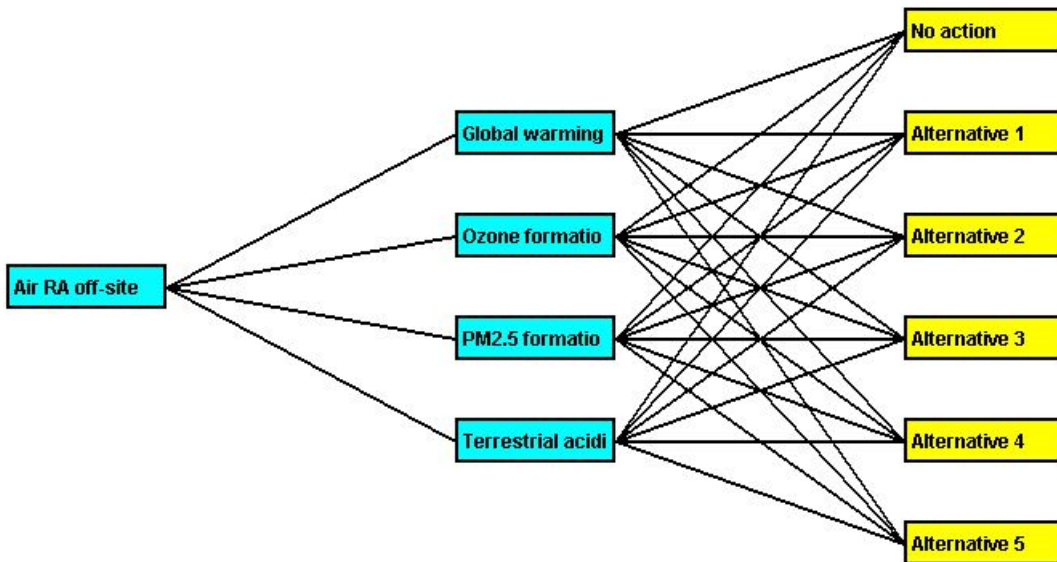 Air RA off-site
Global warming
Ozone formatio
PM2.5 formatio
Terrestrial acidi
No action
Alternative 1
Alternative 2
Alternative 3
Alternative 4
Alternative 5